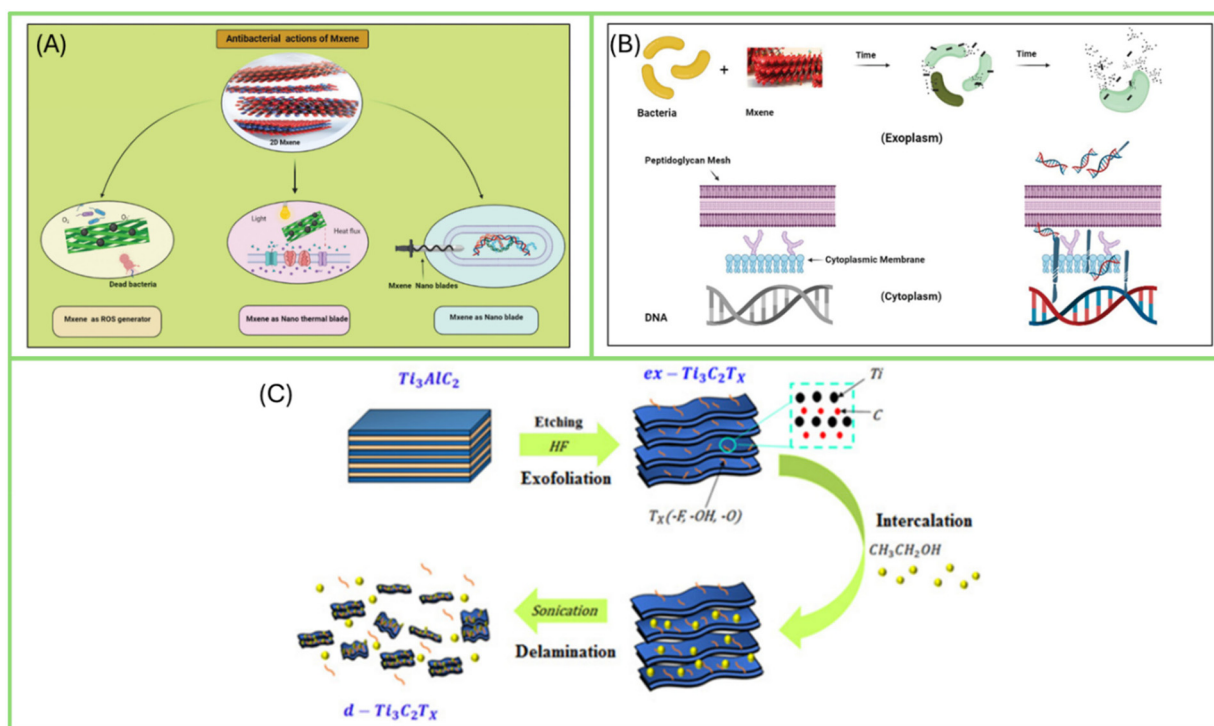 (A)
Antibacterial actions of Mxene
2D Mxene
O₂
O₂
Dead bacteria
Light
Heat flux
Mxene Nano blades
Mxene as ROS generator
Mxene as Nano thermal blade
Mxene as Nano blade
(B)
+
Time
Time
Bacteria
Mxene
(Exoplasm)
Peptidoglycan Mesh
Cytoplasmic Membrane
(Cytoplasm)
DNA
(C)
Ti₃AlC₂
Etching
HF
Exofoliation
ex − Ti₃C₂Tₓ
Ti
C
Tₓ(-F, -OH, -O)
Intercalation
CH₃CH₂OH
Sonication
Delamination
d − Ti₃C₂Tₓ